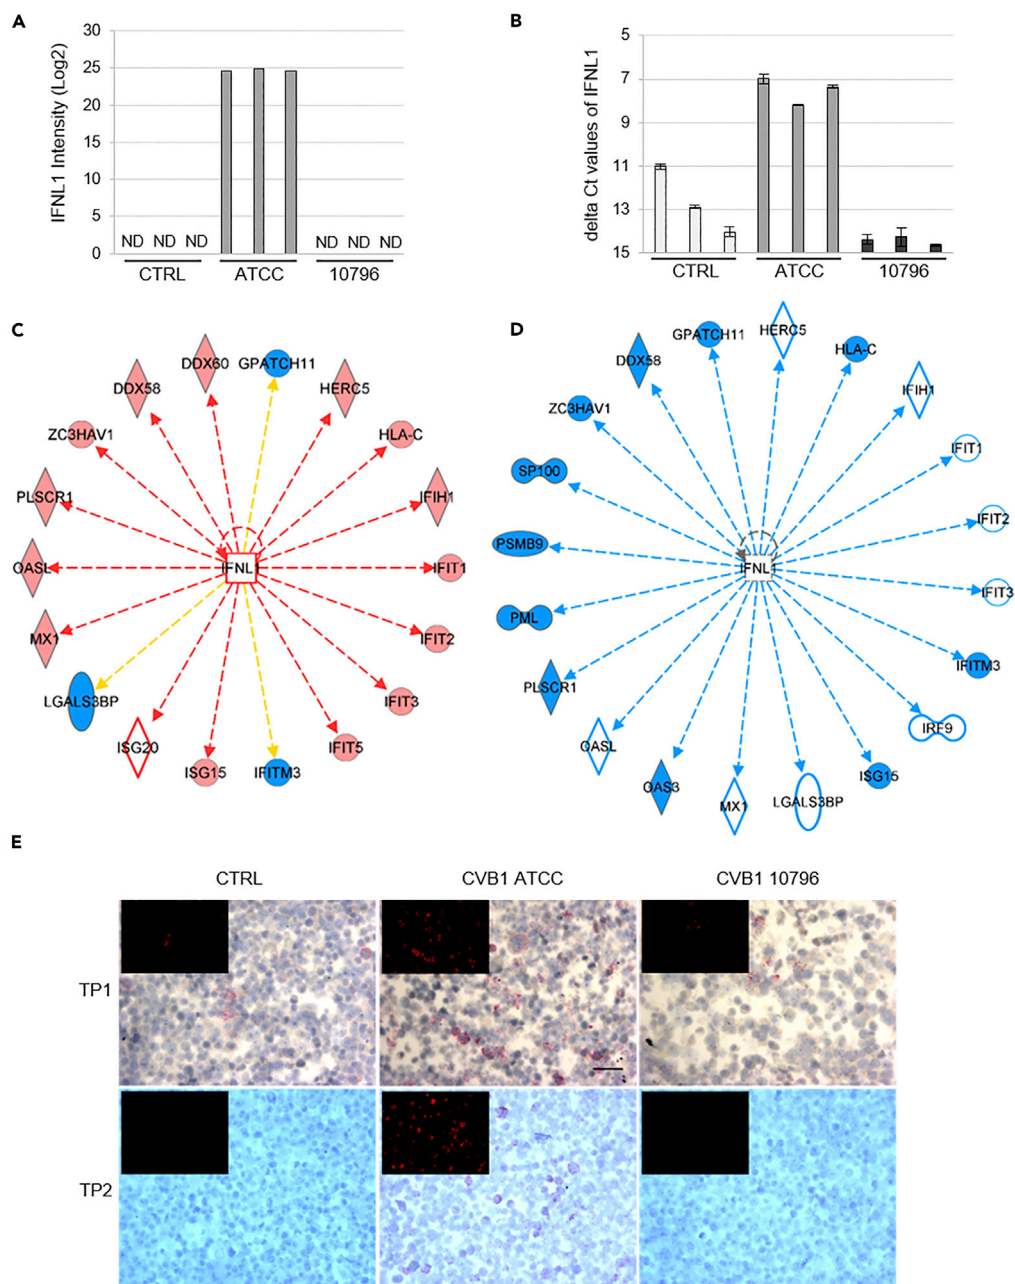 A
IFNL1 Intensity (Log2)
30
25
20
15
10
5
0
ND ND ND
ND ND ND
CTRL
ATCC
10796
B
delta Ct values of IFNL1
5
7
9
11
13
15
CTRL
ATCC
10796
C
DDX60
GPATCH11
DDX58
HERC5
ZC3HAV1
HLA-C
PLSCR1
IFIH1
OASL
IFNL1
IFIT1
MX1
IFIT2
LGALS3BP
IFIT3
ISG20
IFIT5
ISG15
IFITM3
D
HERC5
GPATCH11
HLA-C
DDX58
IFIH1
ZC3HAV1
IFIT1
SP100
IFIT2
PSMB9
IFNL1
IFIT3
PML
IFITM3
PLSCR1
IRF9
OASL
ISG15
OAS3
MX1
LGALS3BP
E
CTRL
CVB1 ATCC
CVB1 10796
TP1
TP2